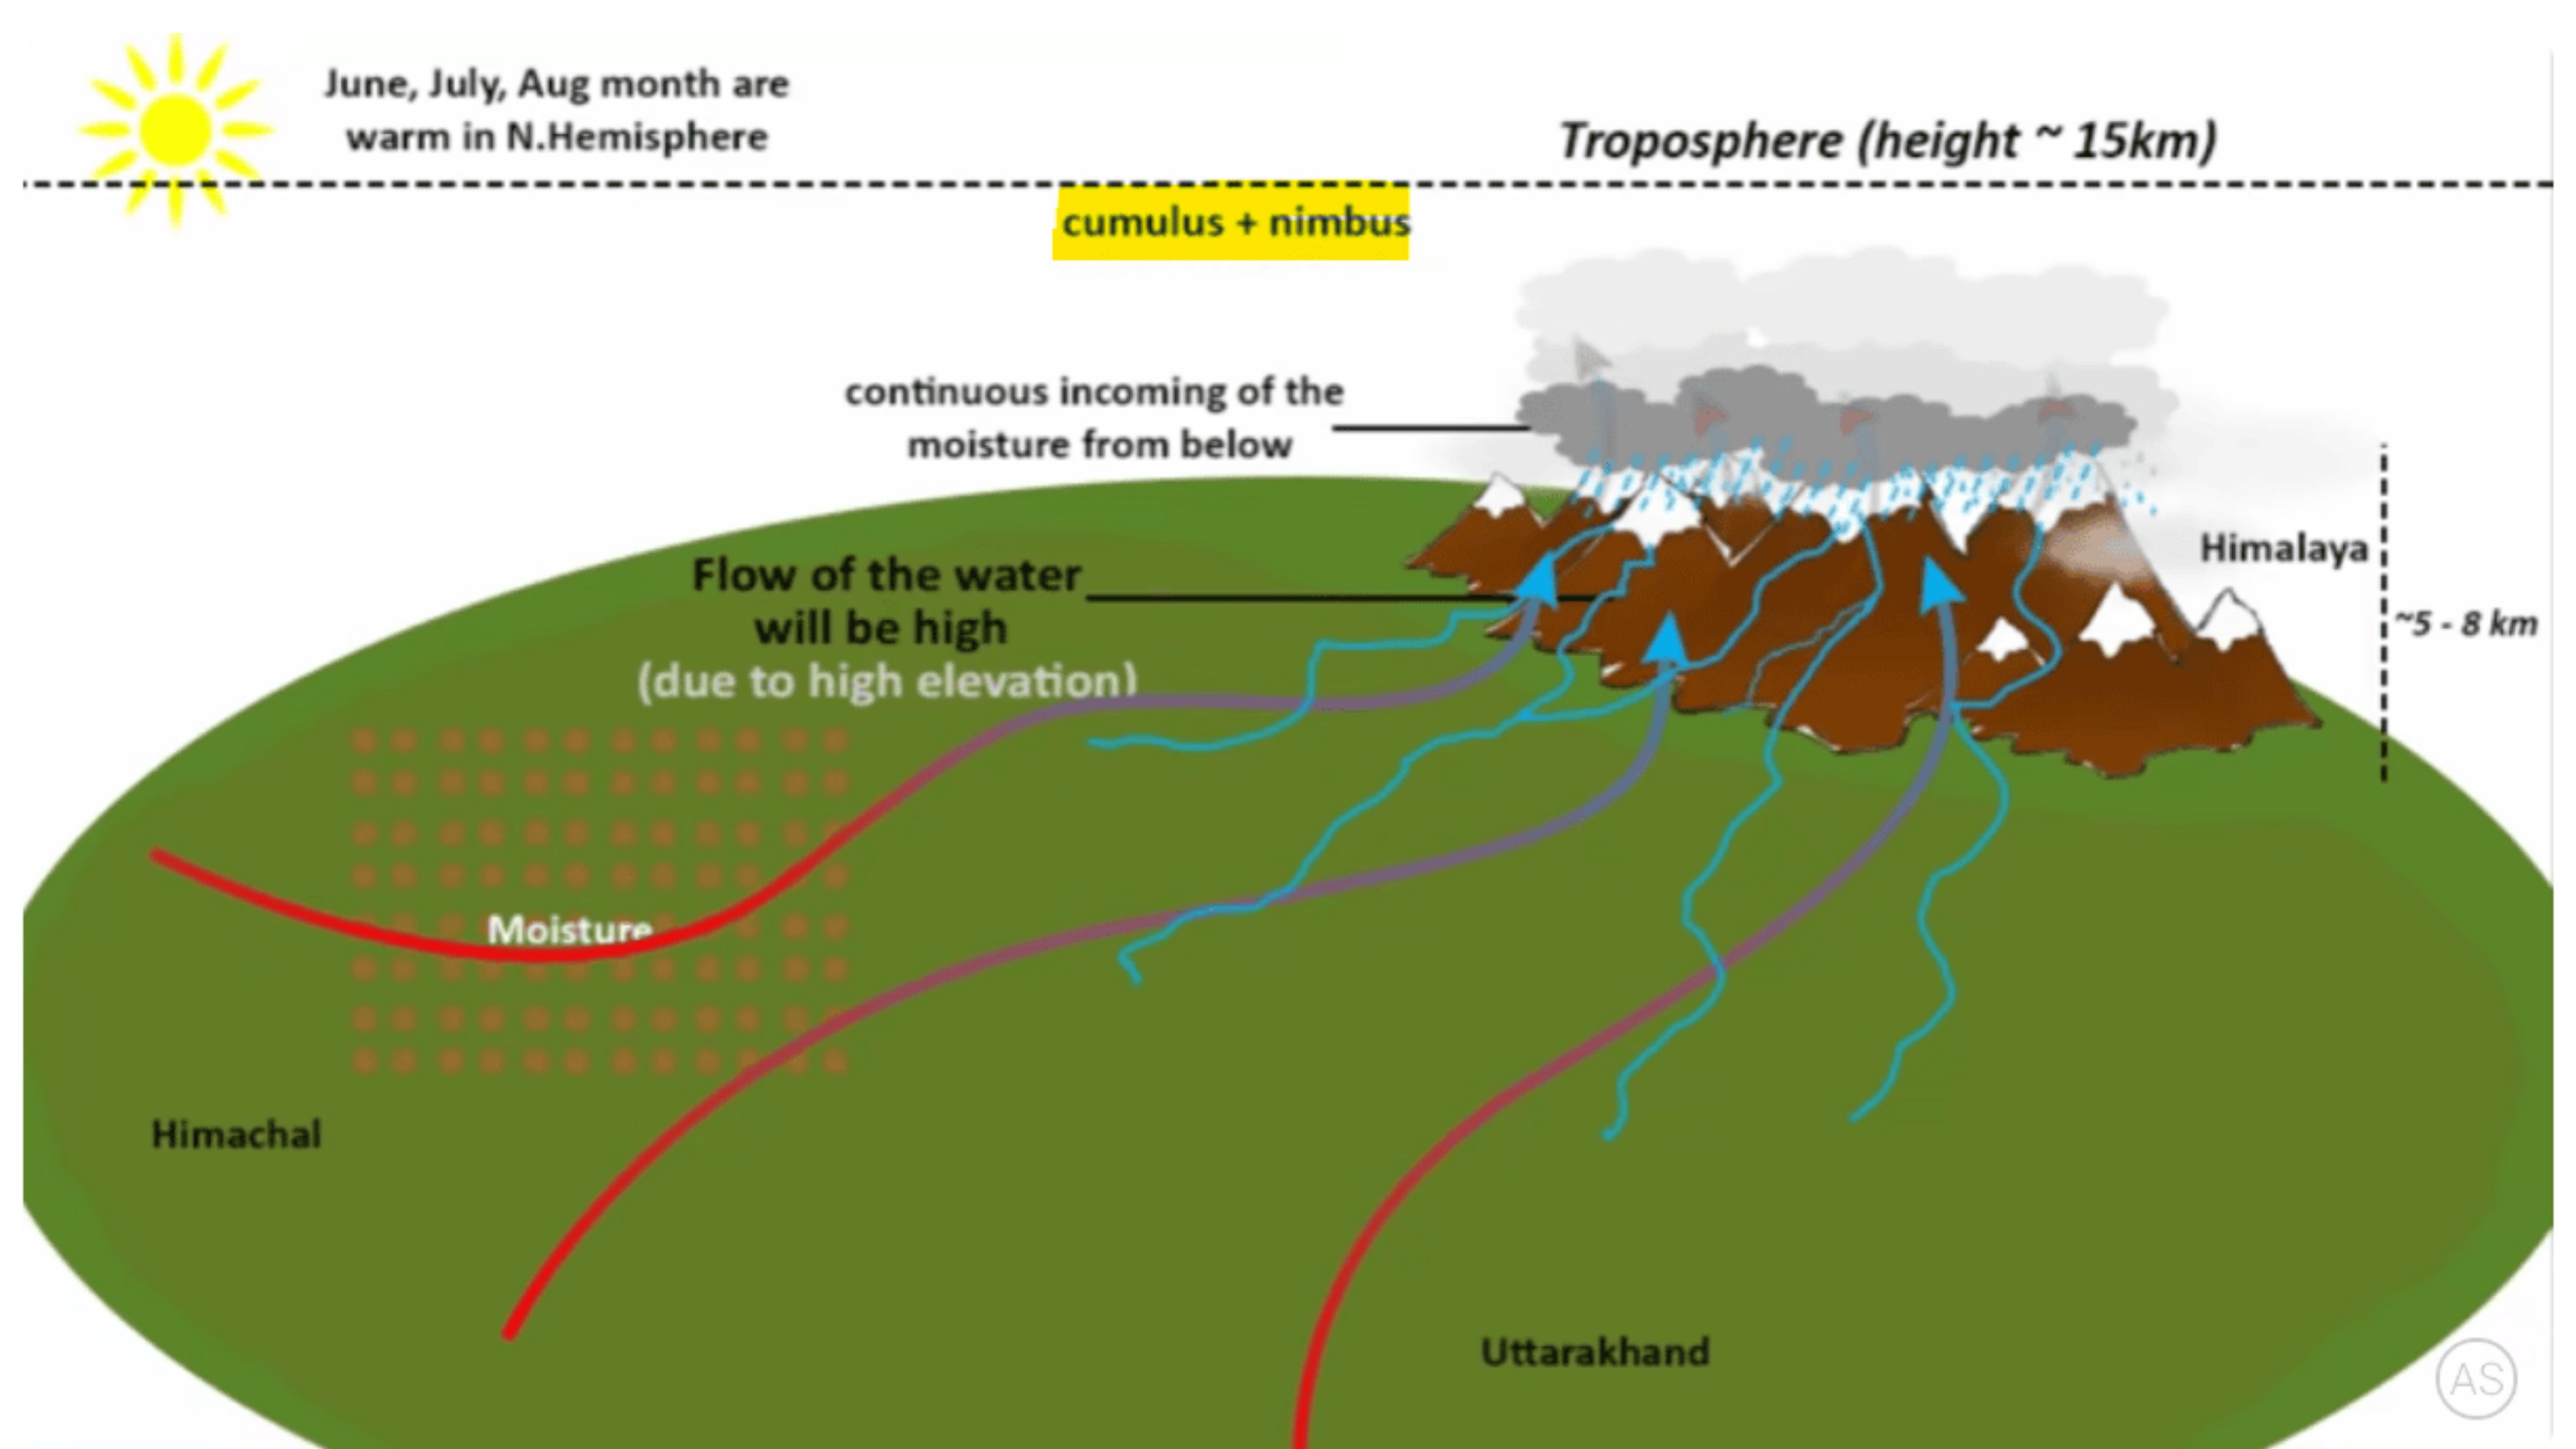 June, July, Aug month are
warm in N.Hemisphere
Troposphere (height ~ 15km)
cumulus + nimbus
continuous incoming of the
moisture from below
Himalaya
~5 - 8 km
Flow of the water
will be high
(due to high elevation)
Moisture
Himachal
Uttarakhand
AS